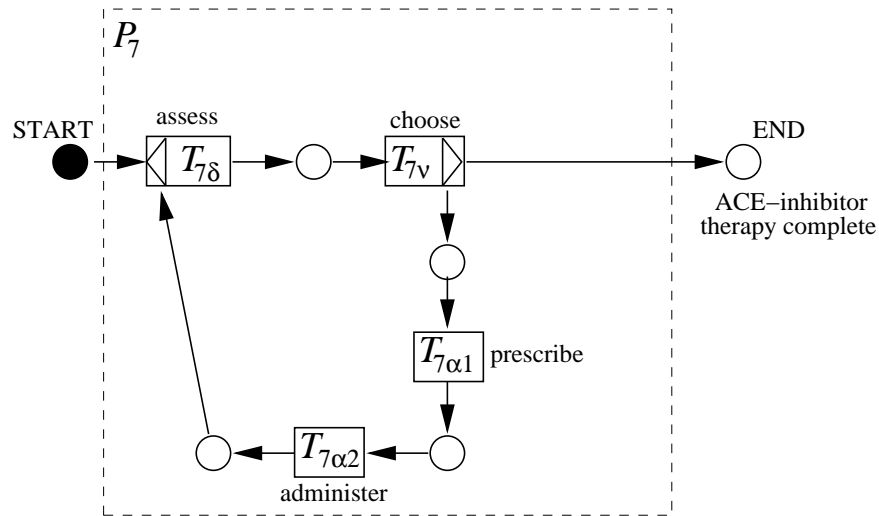 P7
assess
choose
START
END
T7δ
T7ν
ACE–inhibitor
therapy complete
T7α1
prescribe
T7α2
administer